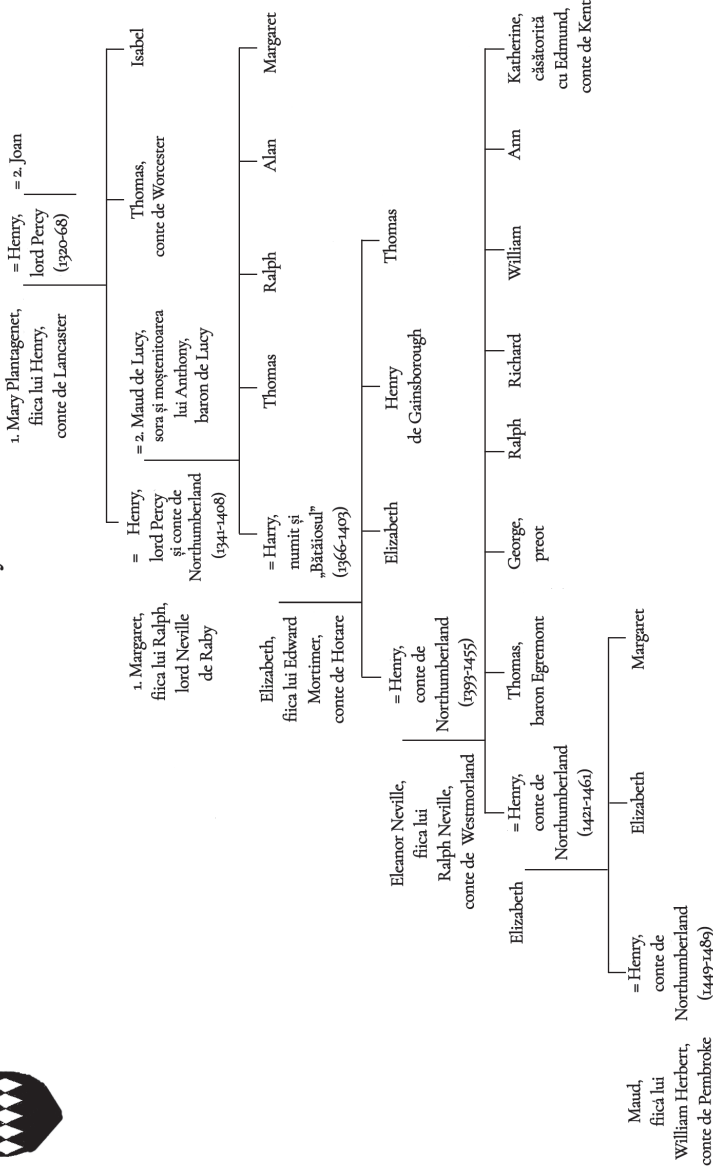 1. Mary Plantagenet,
fiica lui Henry,
conte de Lancaster
= Henry,
lord Percy
(1320-68)
= 2. Joan
1. Margaret,
fiica lui Ralph,
lord Neville
de Raby
= Henry,
lord Percy
și conte de
Northumberland
(1341-1408)
= 2. Maud de Lucy,
sora și moștenitoarea
lui Anthony,
baron de Lucy
Thomas,
conte de Worcester
Isabel
Elizabeth,
fiica lui Edward
Mortimer,
conte de Hotare
= Harry,
numit și
„Bătăiosul”
(1366-1403)
Thomas
Ralph
Alan
Margaret
Eleanor Neville,
fiica lui
Ralph Neville,
conte de Westmorland
= Henry,
conte de
Northumberland
(1393-1455)
Elizabeth
Henry
de Gainsborough
Thomas
Elizabeth
= Henry,
conte de
Northumberland
(1421-1461)
Thomas,
baron Egremont
George,
preot
Ralph
Richard
William
Ann
Katherine,
căsătorită
cu Edmund,
conte de Kent
Maud,
fiică lui
William Herbert,
conte de Pembroke
= Henry,
conte de
Northumberland
(1449-1489)
Elizabeth
Margaret